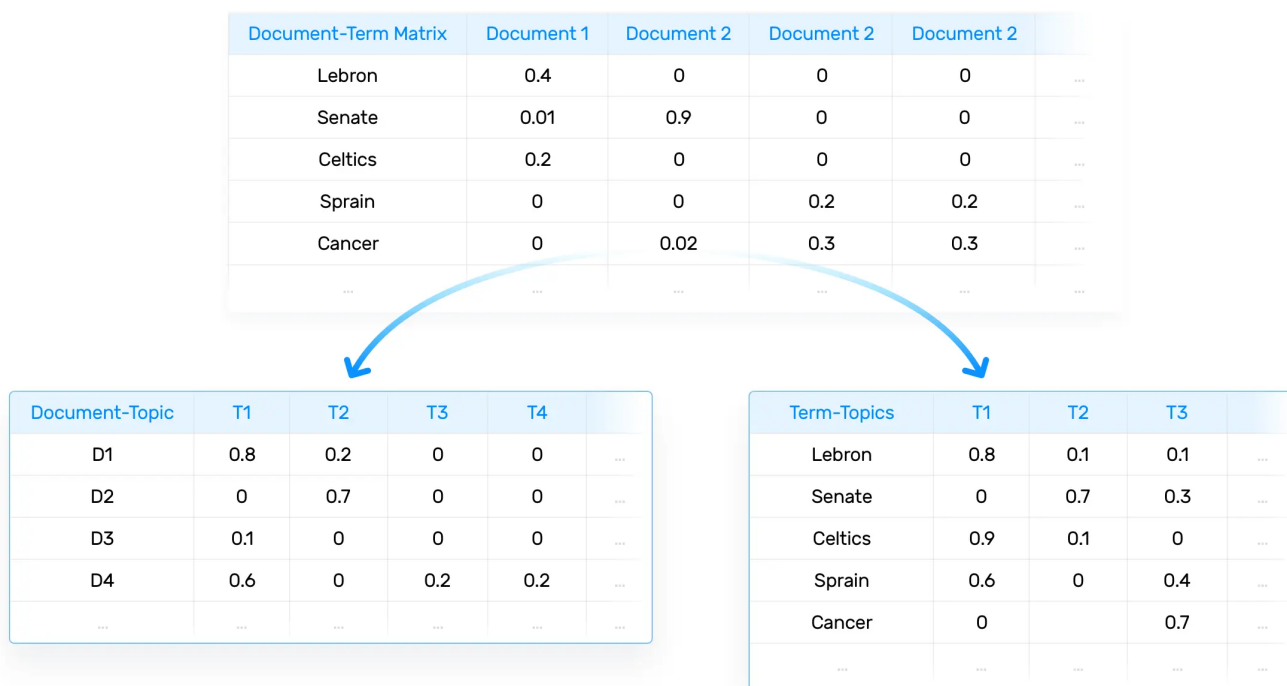 Document-Term Matrix Document 1 Document 2 Document 2 Document 2
Lebron 0.4 0 0 0 ...
Senate 0.01 0.9 0 0 ...
Celtics 0.2 0 0 0 ...
Sprain 0 0 0.2 0.2 ...
Cancer 0 0.02 0.3 0.3 ...
... ... ... ... ... ...
Document-Topic T1 T2 T3 T4
D1 0.8 0.2 0 0 ...
D2 0 0.7 0 0 ...
D3 0.1 0 0 0 ...
D4 0.6 0 0.2 0.2 ...
... ... ... ... ... ...
Term-Topics T1 T2 T3
Lebron 0.8 0.1 0.1 ...
Senate 0 0.7 0.3 ...
Celtics 0.9 0.1 0 ...
Sprain 0.6 0 0.4 ...
Cancer 0 0.7 ...
... ... ... ... ...